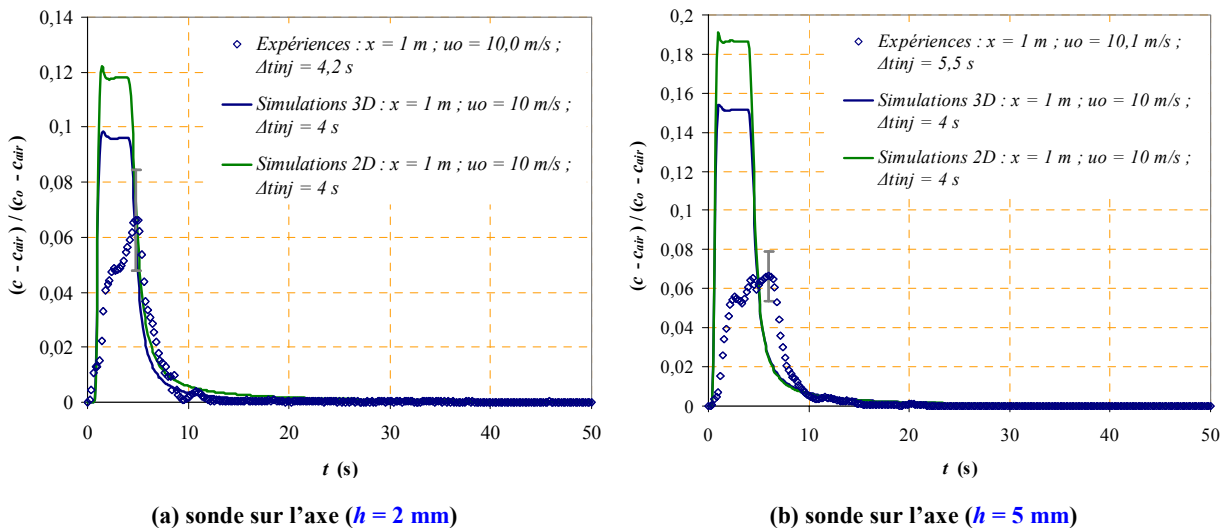 0,14
0,12
0,1
0,08
0,06
0,04
0,02
0
(c - cair) / (co - cair)
Expériences : x = 1 m ; uo = 10,0 m/s ;
Δtinj = 4,2 s
Simulations 3D : x = 1 m ; uo = 10 m/s ;
Δtinj = 4 s
Simulations 2D : x = 1 m ; uo = 10 m/s ;
Δtinj = 4 s
0 10 20 30 40 50
t (s)
(a) sonde sur l’axe (h = 2 mm)
0,2
0,18
0,16
0,14
0,12
0,1
0,08
0,06
0,04
0,02
0
(c - cair) / (co - cair)
Expériences : x = 1 m ; uo = 10,1 m/s ;
Δtinj = 5,5 s
Simulations 3D : x = 1 m ; uo = 10 m/s ;
Δtinj = 4 s
Simulations 2D : x = 1 m ; uo = 10 m/s ;
Δtinj = 4 s
0 10 20 30 40 50
t (s)
(b) sonde sur l’axe (h = 5 mm)